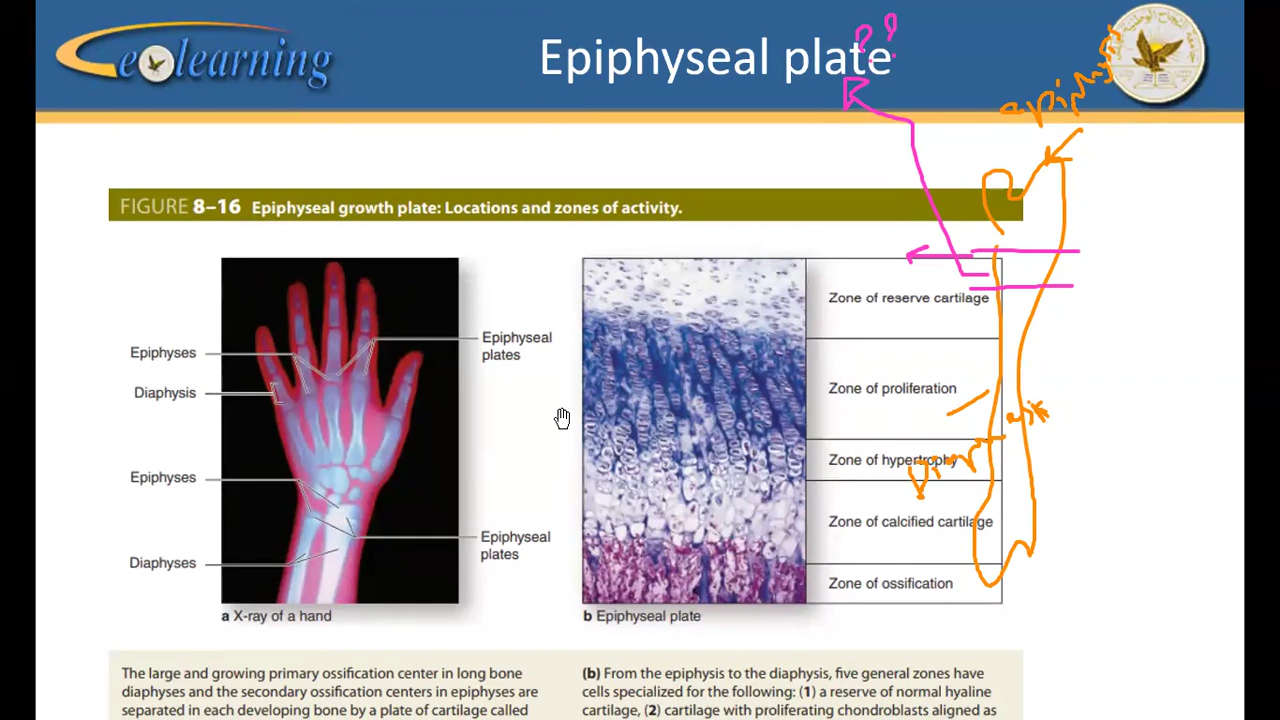 elearning
Epiphyseal plate
??
epiphysis
FIGURE 8–16 Epiphyseal growth plate: Locations and zones of activity.
Epiphyses
Diaphysis
Epiphyses
Diaphyses
Epiphyseal
plates
Epiphyseal
plates
a X-ray of a hand
Zone of reserve cartilage
Zone of proliferation
Zone of hypertrophy
Zone of calcified cartilage
Zone of ossification
b Epiphyseal plate
The large and growing primary ossification center in long bone
diaphyses and the secondary ossification centers in epiphyses are
separated in each developing bone by a plate of cartilage called
(b) From the epiphysis to the diaphysis, five general zones have
cells specialized for the following: (1) a reserve of normal hyaline
cartilage, (2) cartilage with proliferating chondroblasts aligned as